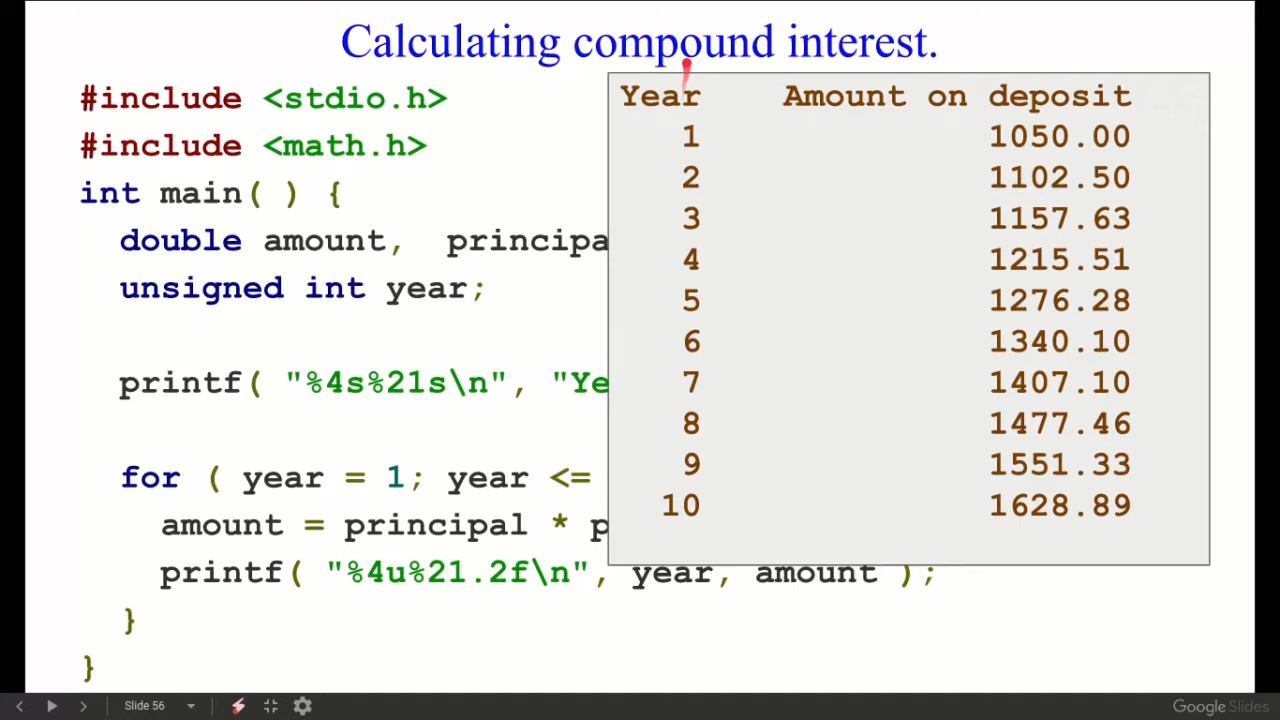 Calculating compound interest.
#include <stdio.h>
#include <math.h>
int main( ) {
double amount, principa
unsigned int year;
printf( "%4s%21s\n", "Ye
for ( year = 1; year <=
amount = principal * p
printf( "%4u%21.2f\n", year, amount );
}
}
Year Amount on deposit
1 1050.00
2 1102.50
3 1157.63
4 1215.51
5 1276.28
6 1340.10
7 1407.10
8 1477.46
9 1551.33
10 1628.89
Slide 56
Google Slides